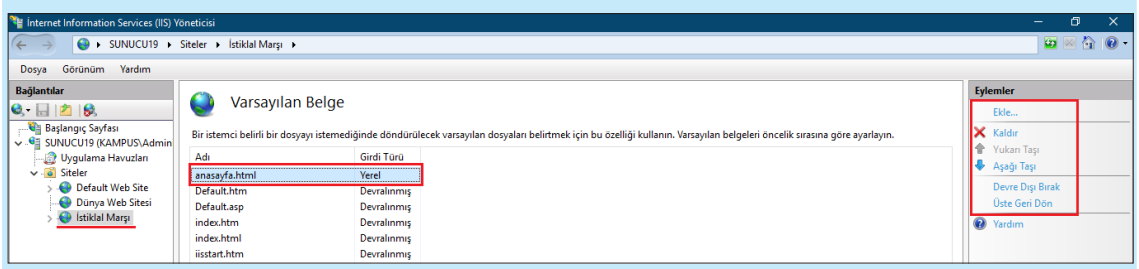 İnternet Information Services (IIS) Yöneticisi
SUNUCU19 Siteler İstiklal Marşı
Dosya Görünüm Yardım
Bağlantılar
Başlangıç Sayfası
SUNUCU19 (KAMPUS\Admin
Uygulama Havuzları
Siteler
Default Web Site
Dünya Web Sitesi
İstiklal Marşı
Varsayılan Belge
Bir istemci belirli bir dosyayı istemediğinde döndürülecek varsayılan dosyaları belirtmek için bu özelliği kullanın. Varsayılan belgeleri öncelik sırasına göre ayarlayın.
Adı Girdi Türü
anasayfa.html Yerel
Default.htm Devralınmış
Default.asp Devralınmış
index.htm Devralınmış
index.html Devralınmış
iisstart.htm Devralınmış
Eylemler
Ekle...
Kaldır
Yukarı Taşı
Aşağı Taşı
Devre Dışı Bırak
Üste Geri Dön
Yardım